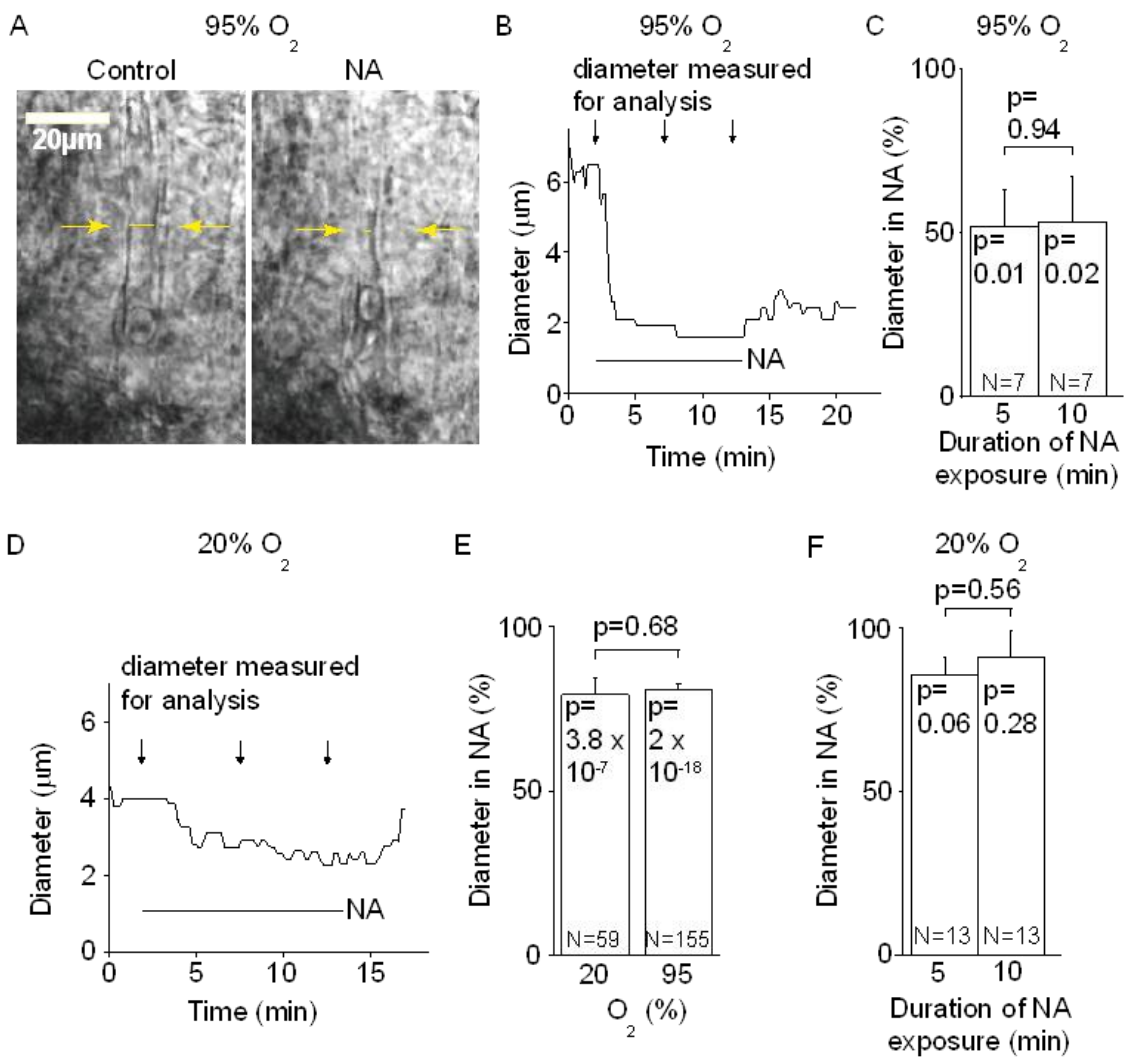 A
95% O2
Control
NA
20µm
B
95% O2
diameter measured
for analysis
Diameter (µm)
6
4
2
0
NA
0 5 10 15 20
Time (min)
C
95% O2
Diameter in NA (%)
100
50
0
p=
0.94
p=
0.01
p=
0.02
N=7
N=7
5 10
Duration of NA
exposure (min)
D
20% O2
diameter measured
for analysis
Diameter (µm)
6
4
2
0
NA
0 5 10 15
Time (min)
E
Diameter in NA (%)
100
50
0
p=0.68
p=
3.8 x
10-7
p=
2 x
10-18
N=59
N=155
20 95
O2 (%)
F
20% O2
Diameter in NA (%)
100
50
0
p=0.56
p=
0.06
p=
0.28
N=13
N=13
5 10
Duration of NA
exposure (min)